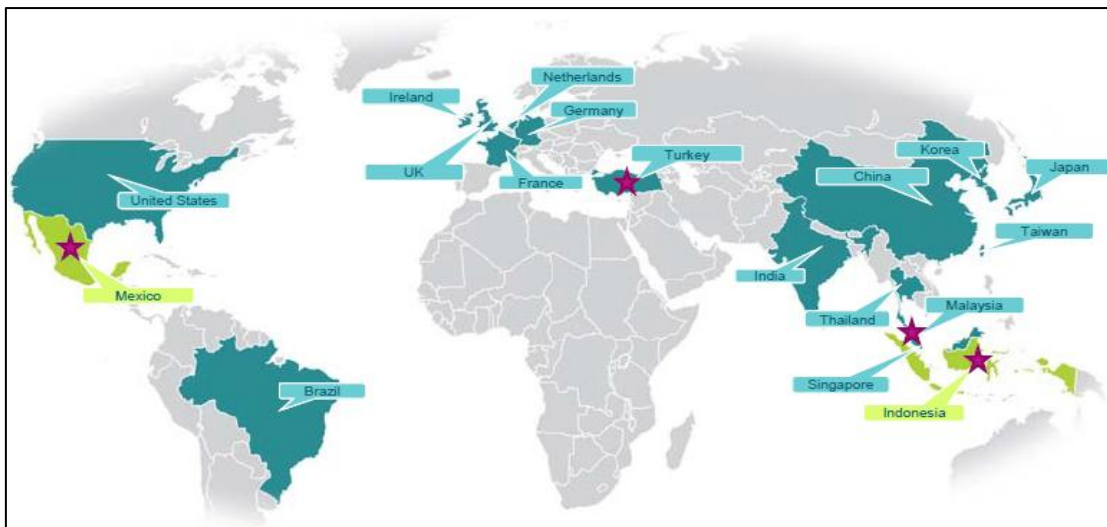 Netherlands
Ireland
Germany
UK
France
Turkey
Korea
Japan
China
United States
Taiwan
India
Mexico
Thailand
Malaysia
Singapore
Brazil
Indonesia